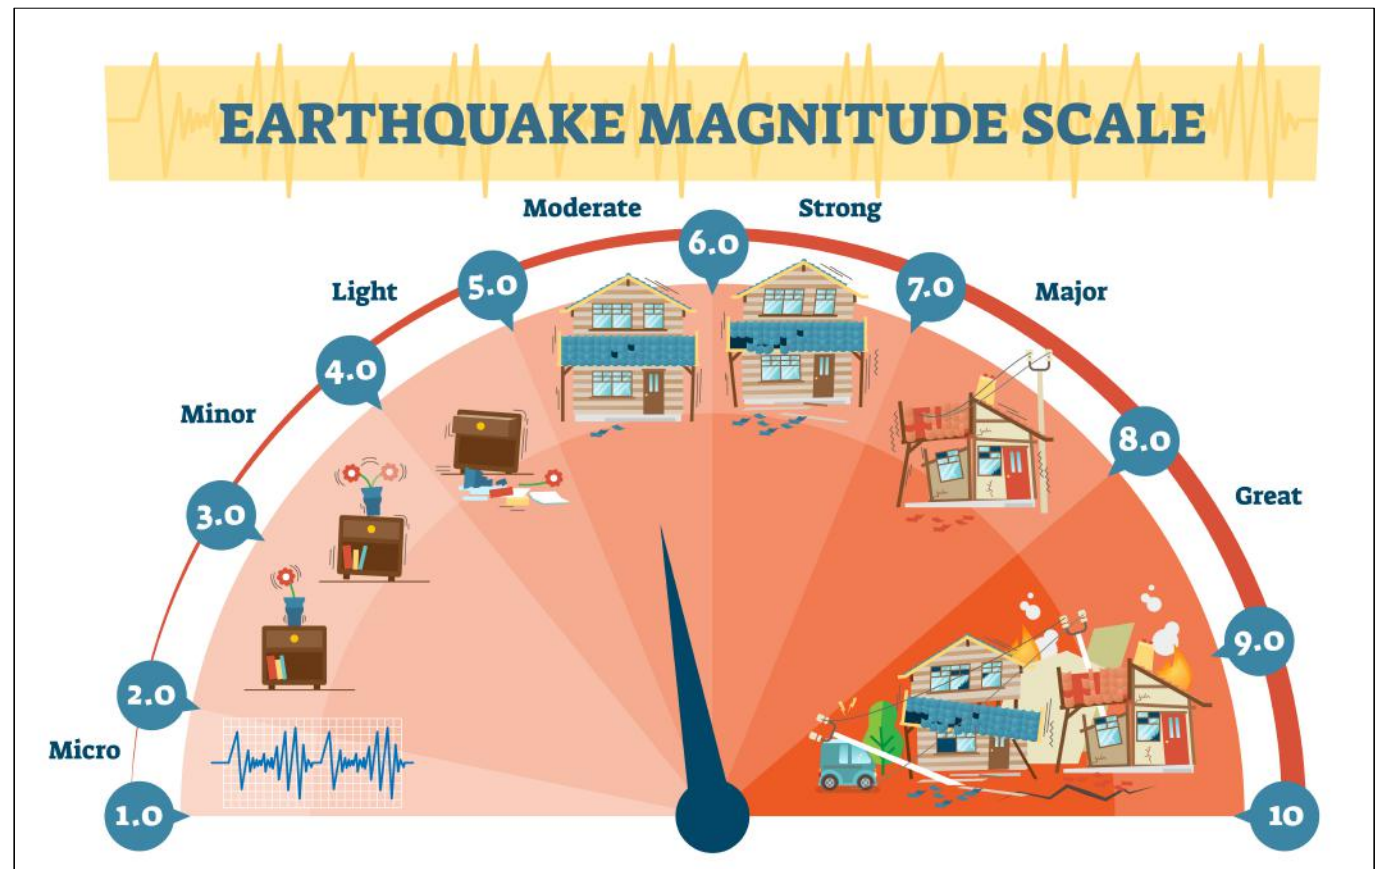 EARTHQUAKE MAGNITUDE SCALE
Moderate
Strong
6.0
5.0
7.0
Light
Major
4.0
8.0
Minor
Great
3.0
9.0
2.0
Micro
1.0
10